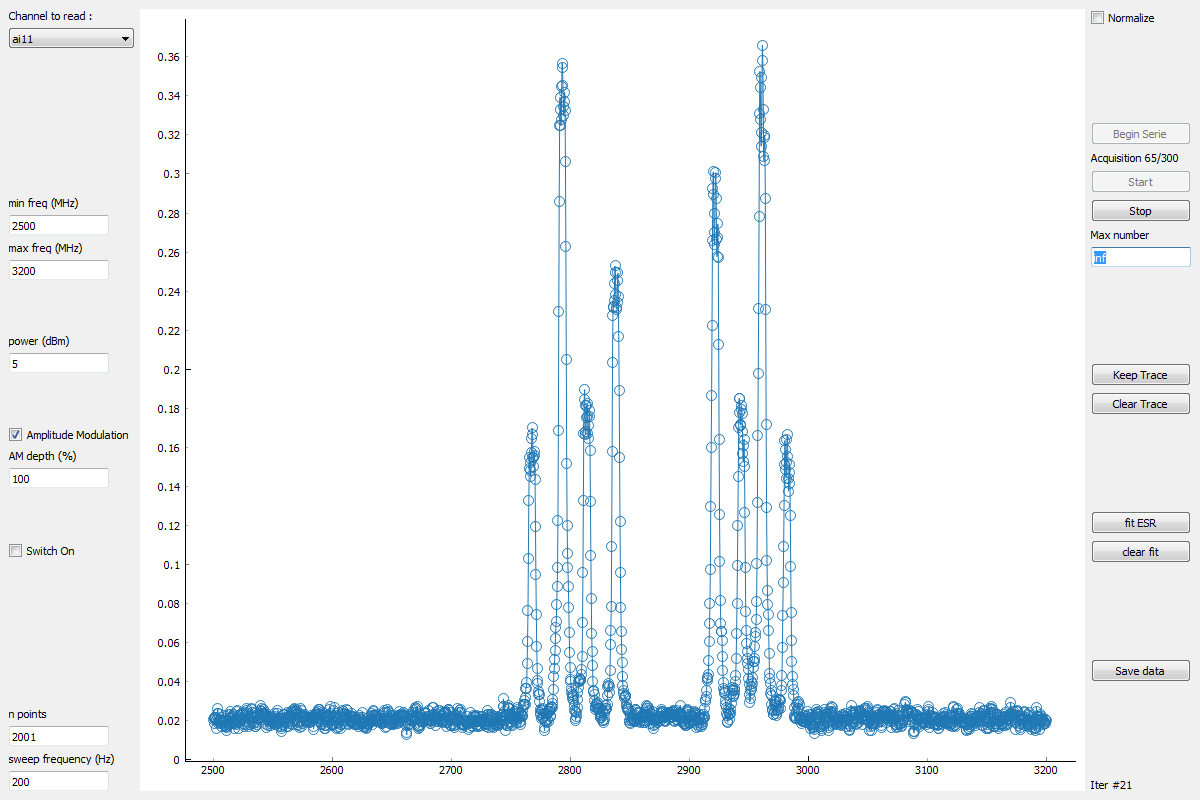 Channel to read :
ai11
min freq (MHz)
2500
max freq (MHz)
3200
power (dBm)
5
Amplitude Modulation
AM depth (%)
100
Switch On
n points
2001
sweep frequency (Hz)
200
0.36
0.34
0.32
0.3
0.28
0.26
0.24
0.22
0.2
0.18
0.16
0.14
0.12
0.1
0.08
0.06
0.04
0.02
0
2500
2600
2700
2800
2900
3000
3100
3200
Normalize
Begin Serie
Acquisition 65/300
Start
Stop
Max number
inf
Keep Trace
Clear Trace
fit ESR
clear fit
Save data
Iter #21